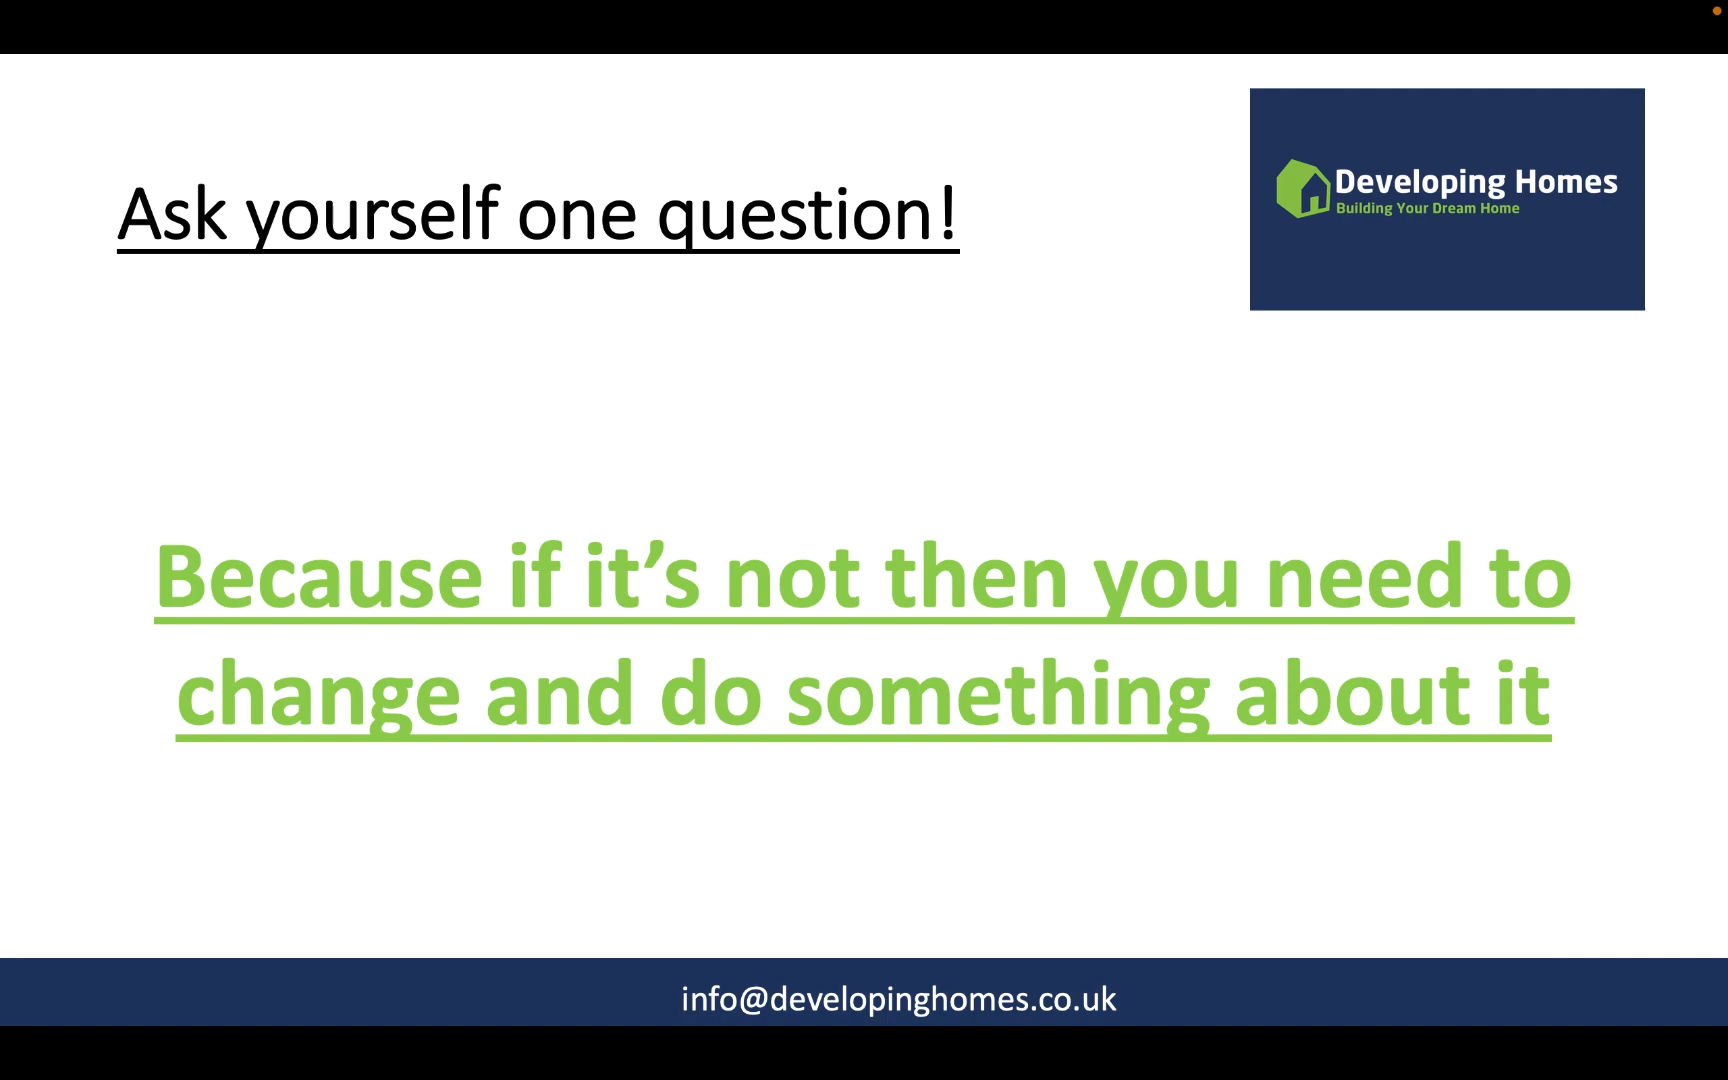 Ask yourself one question!
Developing Homes
Building Your Dream Home
Because if it’s not then you need to
change and do something about it
info@developinghomes.co.uk